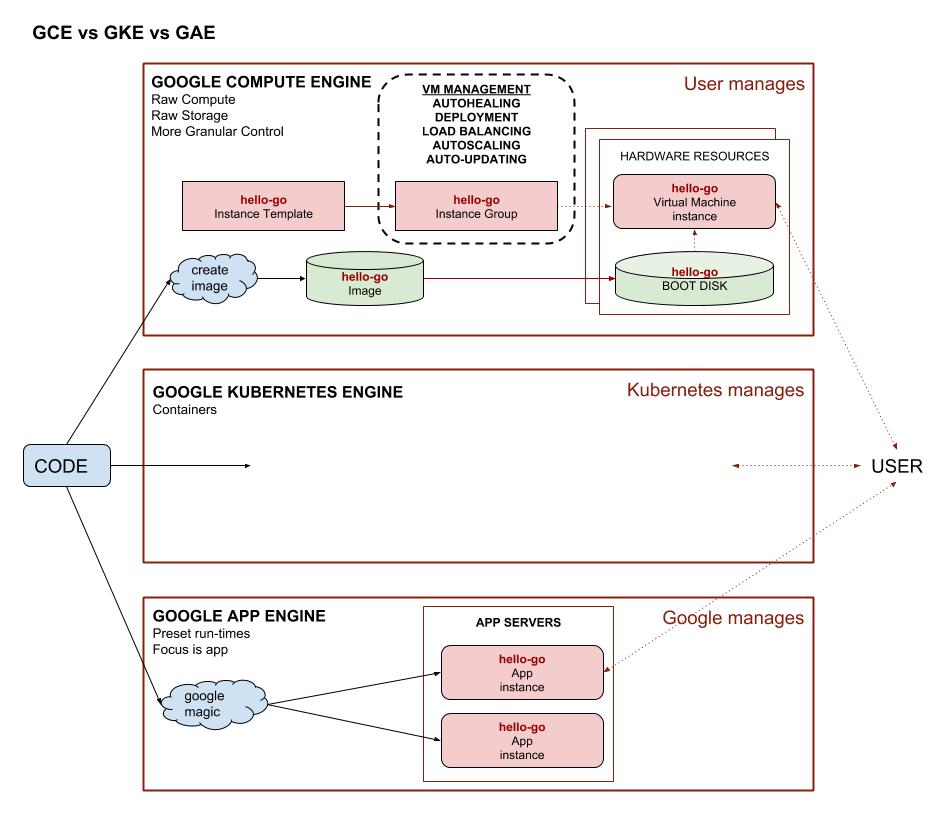 GCE vs GKE vs GAE
GOOGLE COMPUTE ENGINE
Raw Compute
Raw Storage
More Granular Control
VM MANAGEMENT
AUTOHEALING
DEPLOYMENT
LOAD BALANCING
AUTOSCALING
AUTO-UPDATING
User manages
HARDWARE RESOURCES
hello-go
Instance Template
hello-go
Instance Group
hello-go
Virtual Machine
instance
create
image
hello-go
Image
hello-go
BOOT DISK
GOOGLE KUBERNETES ENGINE
Containers
Kubernetes manages
CODE
USER
GOOGLE APP ENGINE
Preset run-times
Focus is app
APP SERVERS
Google manages
hello-go
App
instance
google
magic
hello-go
App
instance